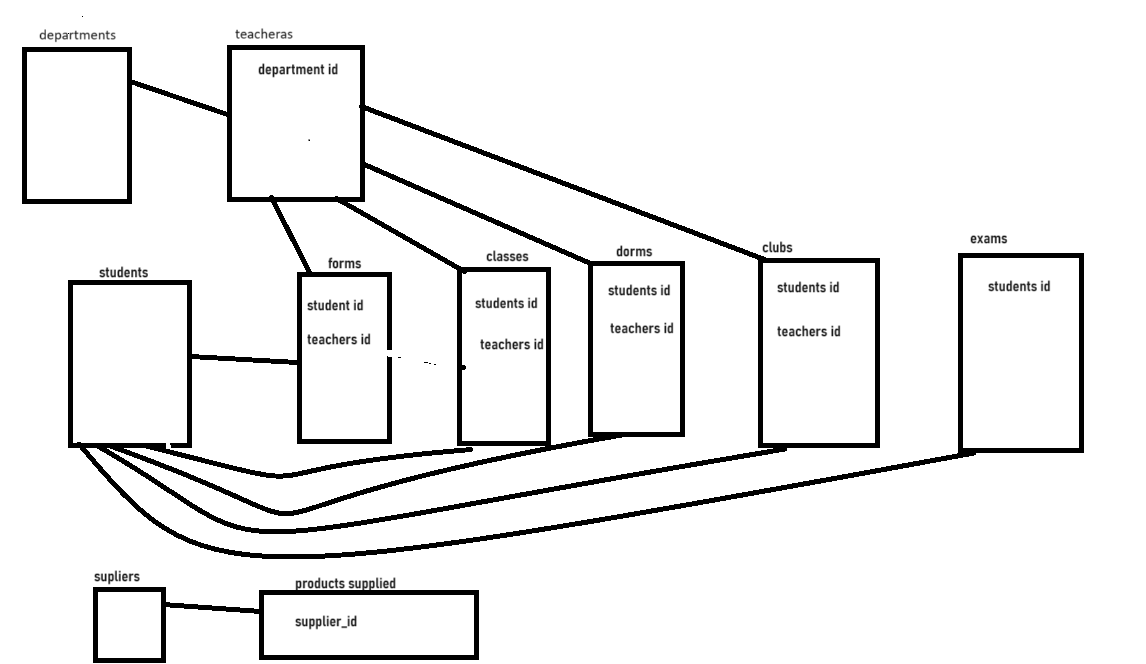 departments
teacheras
department id
students
forms
student id
teachers id
classes
students id
teachers id
dorms
students id
teachers id
clubs
students id
teachers id
exams
students id
supliers
products supplied
supplier_id